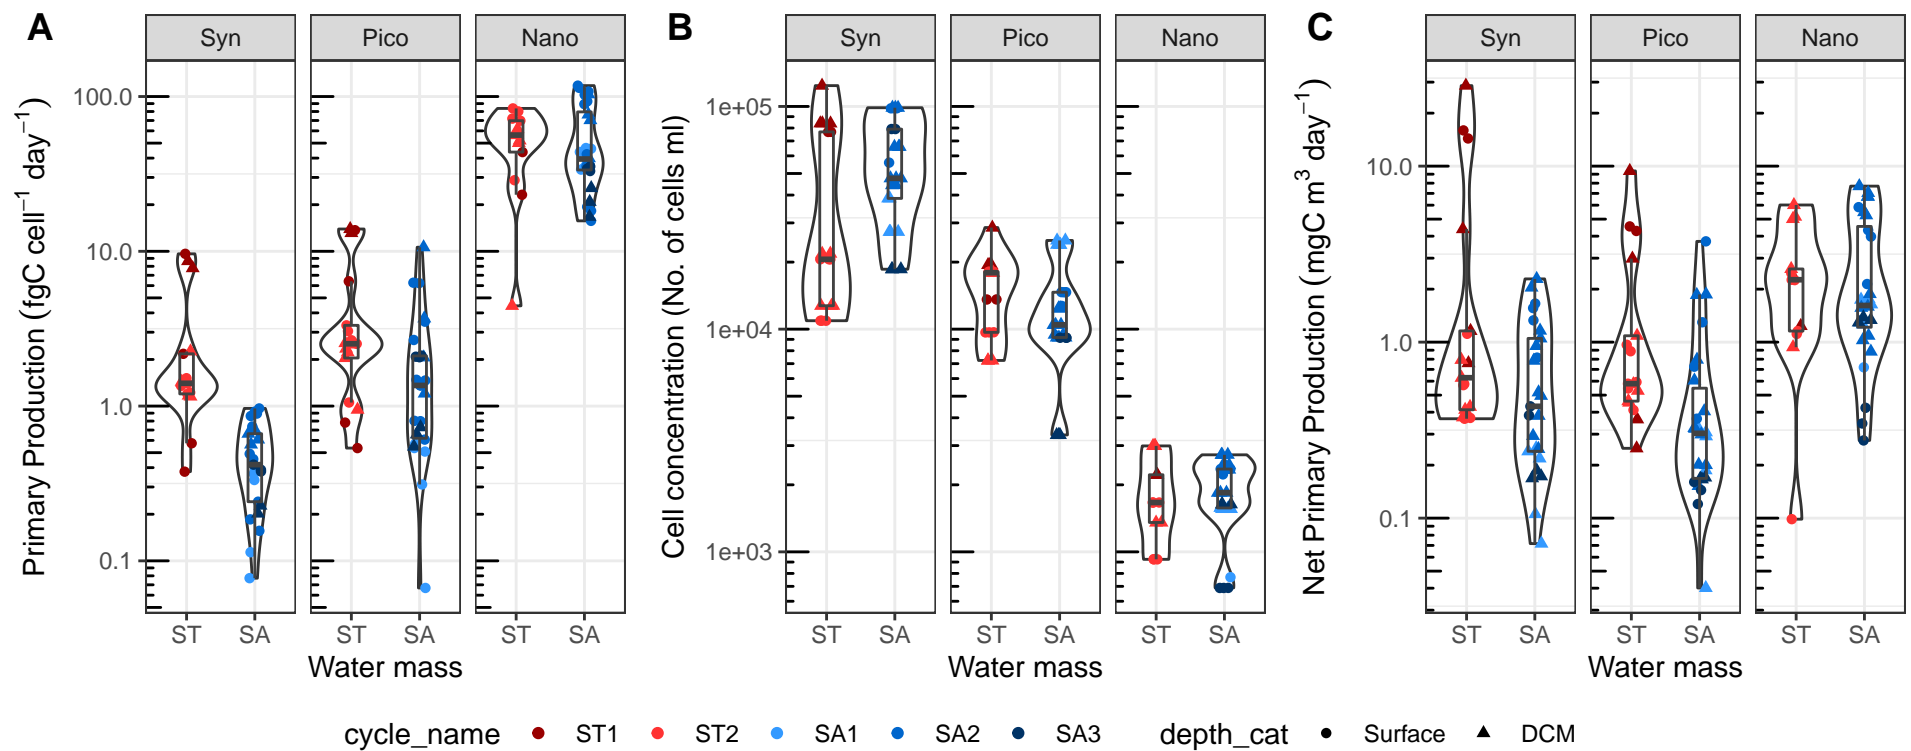 A
Primary Production (fgC cell⁻¹ day⁻¹)
Syn Pico Nano
100.0
10.0
1.0
0.1
ST SA ST SA ST SA
Water mass
B
Cell concentration (No. of cells ml)
Syn Pico Nano
1e+05
1e+04
1e+03
ST SA ST SA ST SA
Water mass
C
Net Primary Production (mgC m³ day⁻¹)
Syn Pico Nano
10.0
1.0
0.1
ST SA ST SA ST SA
Water mass
cycle_name ST1 ST2 SA1 SA2 SA3 depth_cat Surface DCM